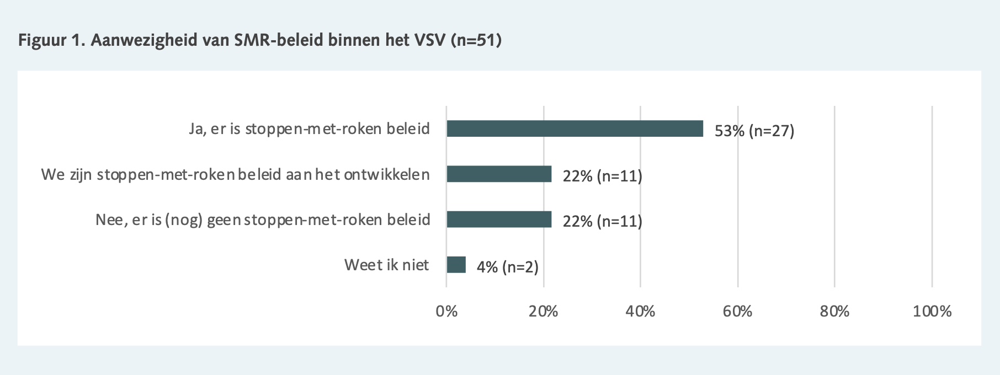 Figuur 1. Aanwezigheid van SMR-beleid binnen het VSV (n=51)
Ja, er is stoppen-met-roken beleid
53% (n=27)
We zijn stoppen-met-roken beleid aan het ontwikkelen
22% (n=11)
Nee, er is (nog) geen stoppen-met-roken beleid
22% (n=11)
Weet ik niet
4% (n=2)
0% 20% 40% 60% 80% 100%